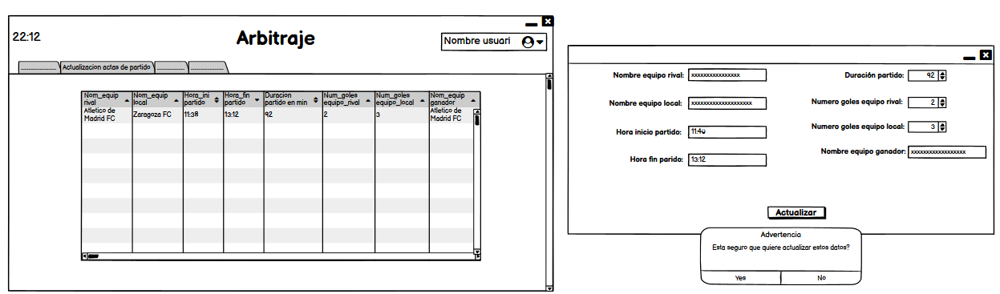 22:12
Arbitraje
Nombre usuari
Actualizacion actas de partido
Nom_equip rival
Nom_equip local
Hora_ini partido
Hora_fin partido
Duracion partido en min
Num_goles equipo_rival
Num_goles equipo_local
Nom_equip ganador
Atletico de Madrid FC
Zaragoza FC
11:38
13:12
92
2
3
Atletico de Madrid FC
Nombre equipo rival: xxxxxxxxxxxxxxxx
Nombre equipo local: xxxxxxxxxxxxxxxxxxxx
Hora inicio partido: 11:40
Hora fin parido: 13:12
Duración partido: 92
Numero goles equipo rival: 2
Numero goles equipo local: 3
Nombre equipo ganador: xxxxxxxxxxxxxxxxxx
Actualizar
Advertencia
Esta seguro que quiere actualizar estos datos?
Yes
No